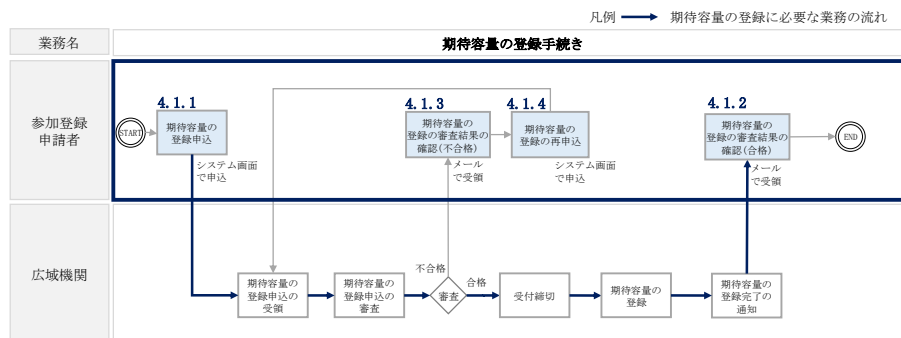 凡例 期待容量の登録に必要な業務の流れ
業務名
期待容量の登録手続き
参加登録
申請者
START
4.1.1
期待容量の
登録申込
システム画面
で申込
4.1.3
期待容量の
登録の審査結果の
確認(不合格)
メール
で受領
4.1.4
期待容量の
登録の再申込
システム画面
で申込
4.1.2
期待容量の
登録の審査結果の
確認(合格)
メール
で受領
END
広域機関
期待容量の
登録申込の
受領
期待容量の
登録申込の
審査
不合格
審査
合格
受付締切
期待容量の
登録
期待容量の
登録完了の
通知